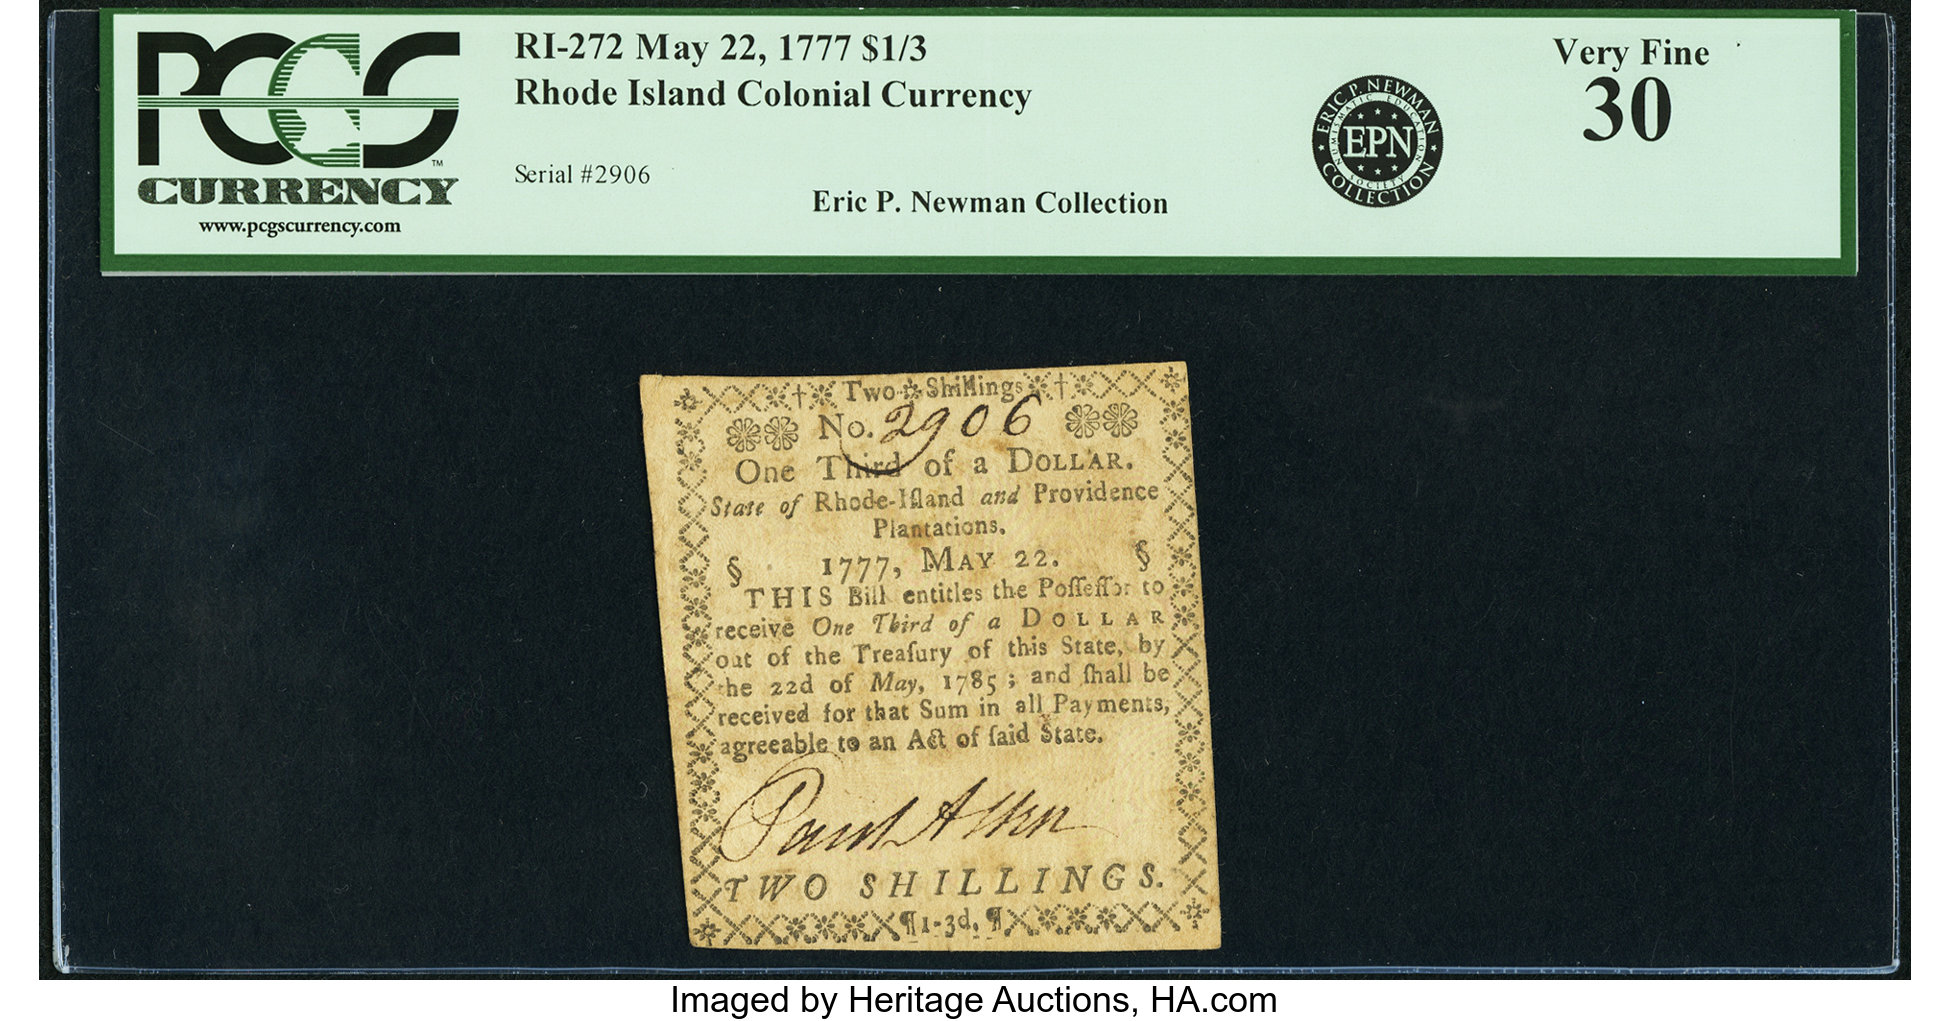 PCGS
CURRENCY
™
www.pcgscurrency.com
RI-272 May 22, 1777 $1/3
Rhode Island Colonial Currency
Serial #2906
Eric P. Newman Collection
ERIC P. NEWMAN
NUMISMATIC EDUCATION
SOCIETY
COLLECTION
EPN
Very Fine
30
Two Shillings
No. 2906
One Third of a DOLLAR.
State of Rhode-Iſland and Providence
Plantations.
§ 1777, MAY 22. §
THIS Bill entitles the Poſſeſſor to
receive One Third of a DOLLAR
out of the Treaſury of this State, by
the 22d of May, 1785 ; and ſhall be
received for that Sum in all Payments,
agreeable to an Act of ſaid State.
Paul Allen
TWO SHILLINGS.
¶ 1-3d. ¶
Imaged by Heritage Auctions, HA.com